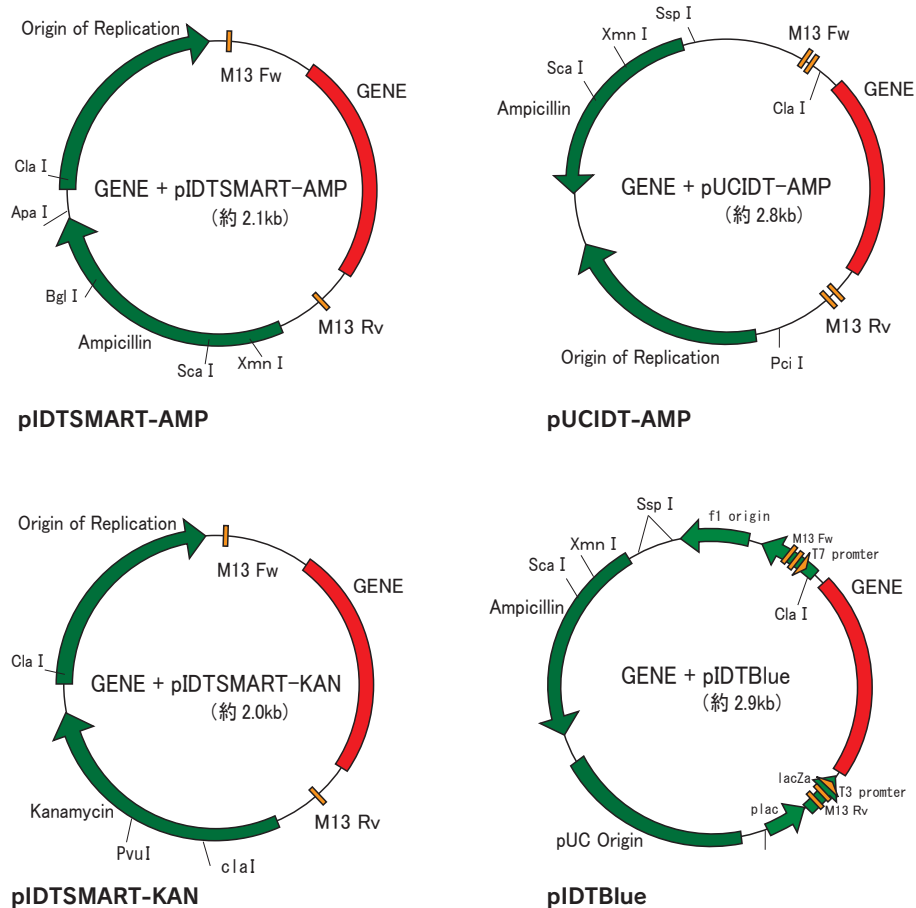 Origin of Replication
M13 Fw
GENE
Cla I
GENE + pIDTSMART-AMP
(約 2.1kb)
Apa I
Bgl I
Ampicillin
Sca I
Xmn I
M13 Rv
pIDTSMART-AMP
Ssp I
Xmn I
M13 Fw
Sca I
GENE
Ampicillin
Cla I
GENE + pUCIDT-AMP
(約 2.8kb)
M13 Rv
Origin of Replication
Pci I
pUCIDT-AMP
Origin of Replication
M13 Fw
GENE
Cla I
GENE + pIDTSMART-KAN
(約 2.0kb)
Kanamycin
M13 Rv
PvuI
claI
pIDTSMART-KAN
Ssp I
f1 origin
Xmn I
M13 Fw
T7 promter
Sca I
Ampicillin
Cla I
GENE
GENE + pIDTBlue
(約 2.9kb)
lacZa
T3 promter
plac
M13 Rv
pUC Origin
pIDTBlue